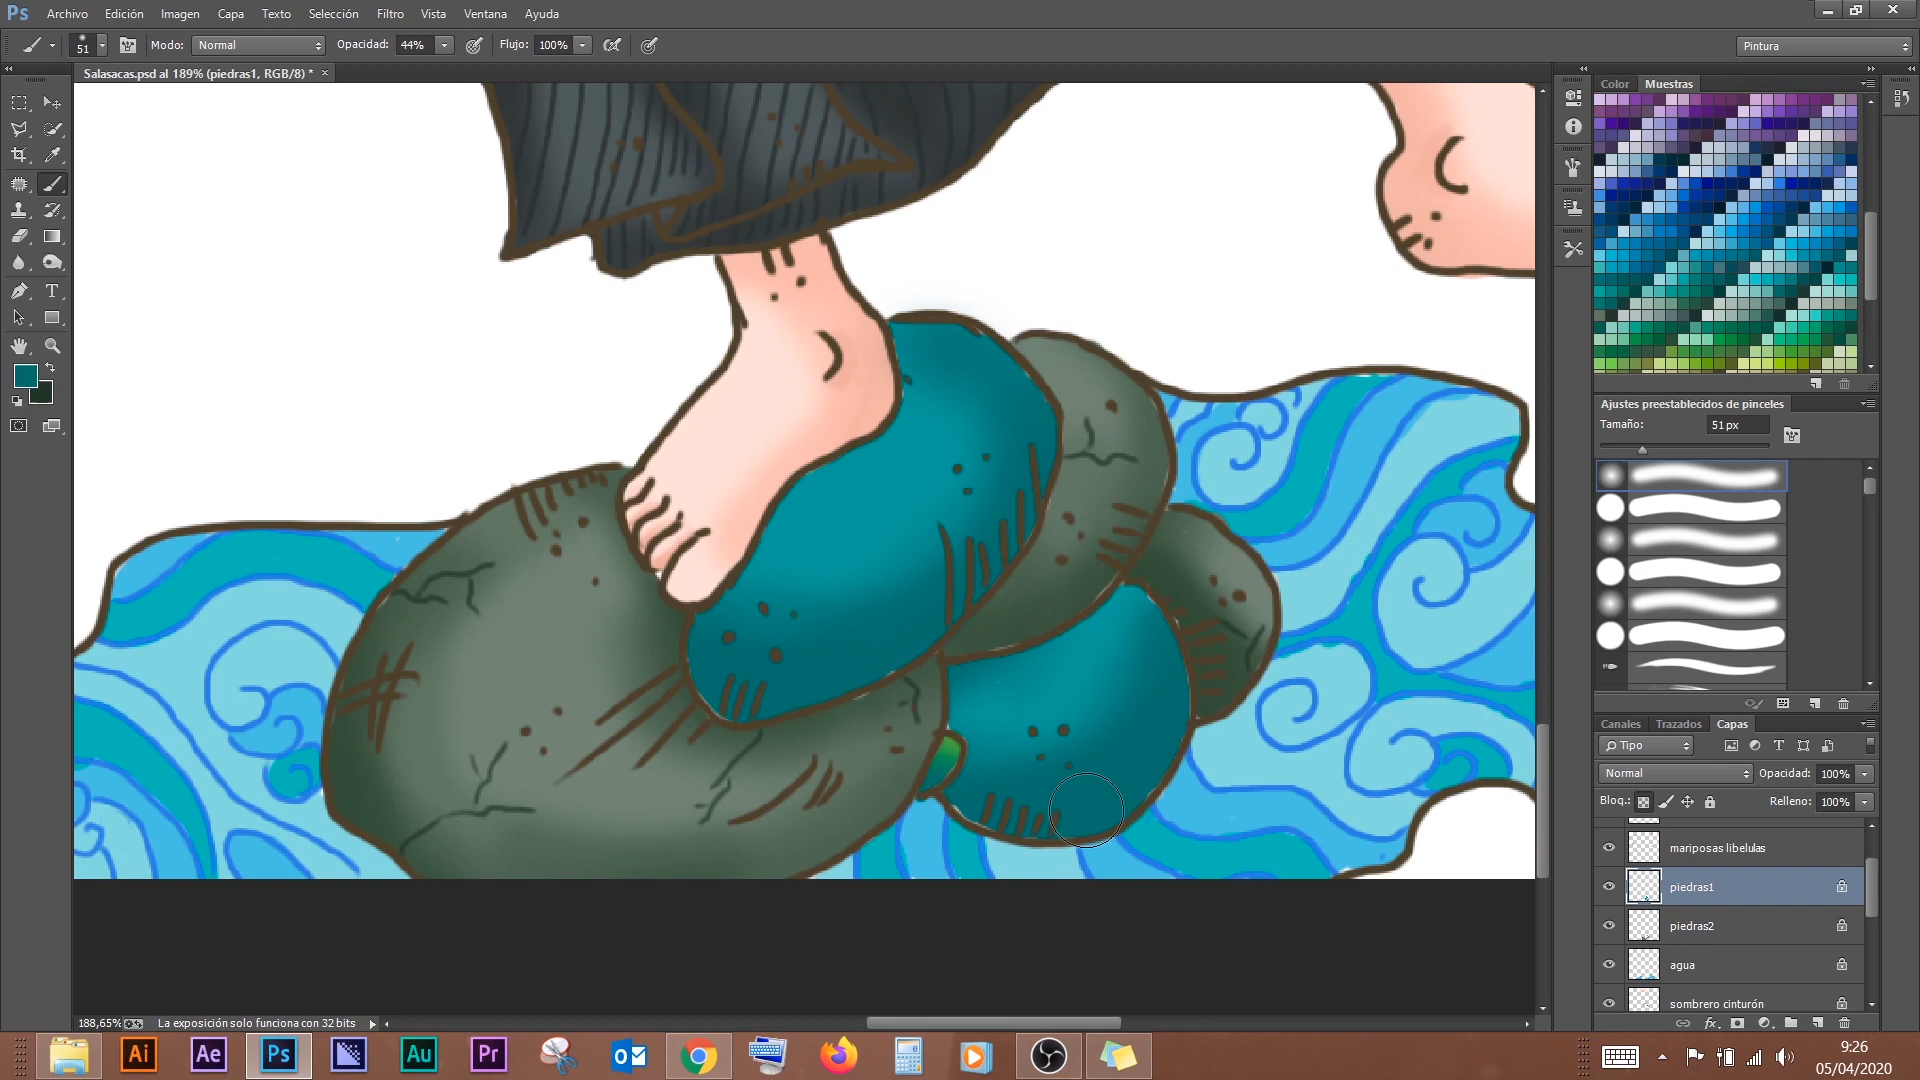 Ps Archivo Edición Imagen Capa Texto Selección Filtro Vista Ventana Ayuda
51 Modo: Normal Opacidad: 44% Flujo: 100% Pintura
Salasacas.psd al 189% (piedras1, RGB/8) * ×
Color Muestras
Ajustes preestablecidos de pinceles
Tamaño: 51 px
Canales Trazados Capas
Tipo
Normal Opacidad: 100%
Bloq.: Relleno: 100%
mariposas libelulas
piedras1
piedras2
agua
sombrero cinturón
188,65% La exposición solo funciona con 32 bits
fx
Ai Ae Ps Au Pr
9:26
05/04/2020